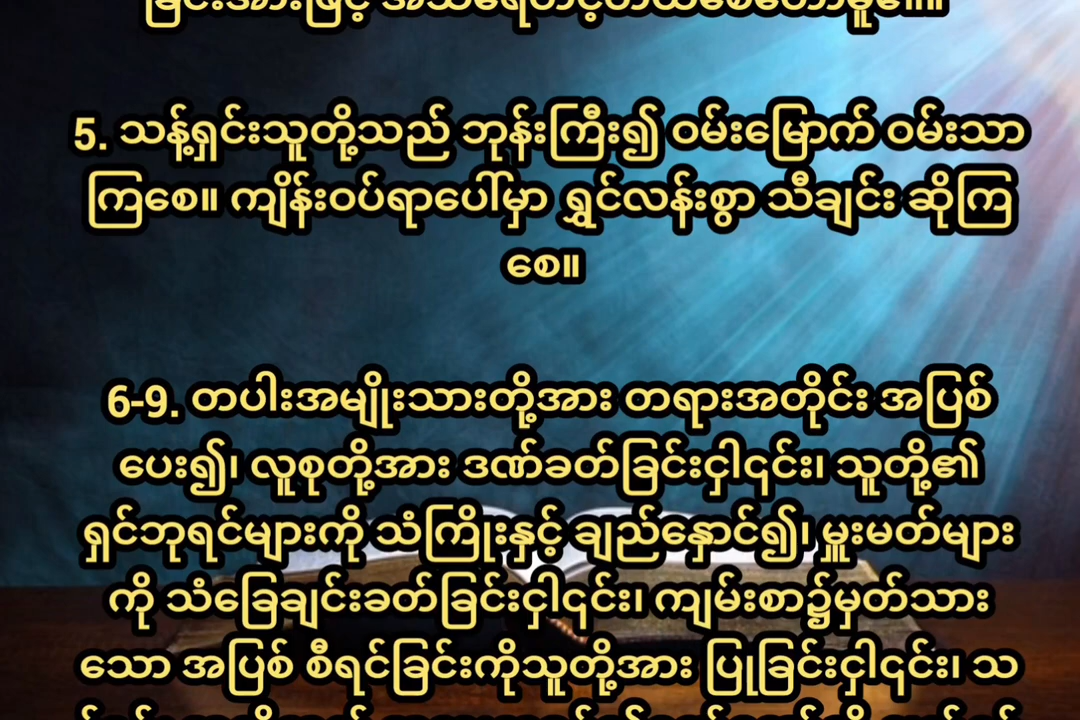 5. သန့်ရှင်းသူတို့သည် ဘုန်းကြီး၍ ဝမ်းမြောက် ဝမ်းသာ
ကြစေ။ ကျိန်းဝပ်ရာပေါ်မှာ ရွှင်လန်းစွာ သီချင်း ဆိုကြ
စေ။
6-9. တပါးအမျိုးသားတို့အား တရားအတိုင်း အပြစ်
ပေး၍၊ လူစုတို့အား ဒဏ်ခတ်ခြင်းငှါ၎င်း၊ သူတို့၏
ရှင်ဘုရင်များကို သံကြိုးနှင့် ချည်နှောင်၍၊ မှူးမတ်များ
ကို သံခြေချင်းခတ်ခြင်းငှါ၎င်း၊ ကျမ်းစာ၌မှတ်သား
သော အပြစ် စီရင်ခြင်းကိုသူတို့အား ပြုခြင်းငှါ၎င်း၊ သ